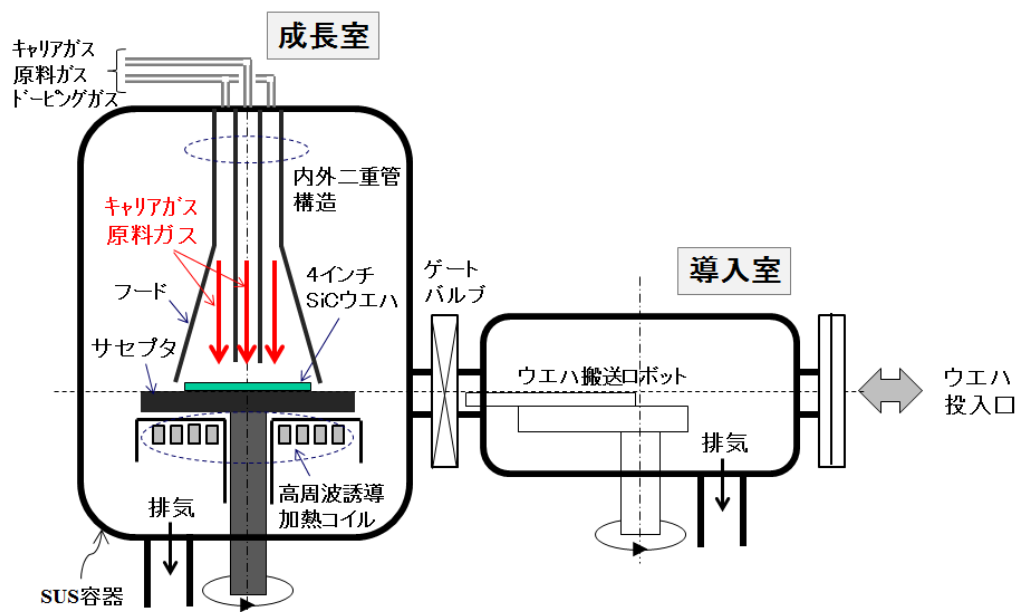 成長室
キャリアガス
原料ガス
ドーピングガス
内外二重管
構造
キャリアガス
原料ガス
4インチ
SiCウエハ
フード
サセプタ
ゲート
バルブ
導入室
ウエハ搬送ロボット
ウエハ
投入口
排気
高周波誘導
加熱コイル
排気
SUS容器